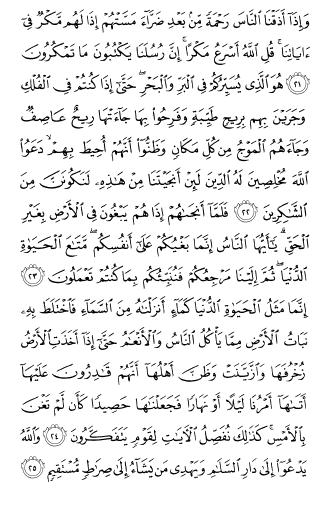 وَإِذَآ أَذَقْنَا ٱلنَّاسَ رَحْمَةً مِّنۢ بَعْدِ ضَرَّآءَ مَسَّتْهُمْ إِذَا لَهُم مَّكْرٌ فِىٓ
ءَايَاتِنَا ۚ قُلِ ٱللَّهُ أَسْرَعُ مَكْرًا ۚ إِنَّ رُسُلَنَا يَكْتُبُونَ مَا تَمْكُرُونَ
﴿٢١﴾ هُوَ ٱلَّذِى يُسَيِّرُكُمْ فِى ٱلْبَرِّ وَٱلْبَحْرِ ۖ حَتَّىٰٓ إِذَا كُنتُمْ فِى ٱلْفُلْكِ
وَجَرَيْنَ بِهِم بِرِيحٍ طَيِّبَةٍ وَفَرِحُوا۟ بِهَا جَآءَتْهَا رِيحٌ عَاصِفٌ
وَجَآءَهُمُ ٱلْمَوْجُ مِن كُلِّ مَكَانٍ وَظَنُّوٓا۟ أَنَّهُمْ أُحِيطَ بِهِمْ ۙ دَعَوُا۟
ٱللَّهَ مُخْلِصِينَ لَهُ ٱلدِّينَ لَئِنْ أَنجَيْتَنَا مِنْ هَـٰذِهِۦ لَنَكُونَنَّ مِنَ
ٱلشَّـٰكِرِينَ ﴿٢٢﴾ فَلَمَّآ أَنجَىٰهُمْ إِذَا هُمْ يَبْغُونَ فِى ٱلْأَرْضِ بِغَيْرِ
ٱلْحَقِّ ۗ يَـٰٓأَيُّهَا ٱلنَّاسُ إِنَّمَا بَغْيُكُمْ عَلَىٰٓ أَنفُسِكُم ۖ مَّتَـٰعَ ٱلْحَيَوٰةِ
ٱلدُّنْيَا ۖ ثُمَّ إِلَيْنَا مَرْجِعُكُمْ فَنُنَبِّئُكُم بِمَا كُنتُمْ تَعْمَلُونَ ﴿٢٣﴾
إِنَّمَا مَثَلُ ٱلْحَيَوٰةِ ٱلدُّنْيَا كَمَآءٍ أَنزَلْنَـٰهُ مِنَ ٱلسَّمَآءِ فَٱخْتَلَطَ بِهِۦ
نَبَاتُ ٱلْأَرْضِ مِمَّا يَأْكُلُ ٱلنَّاسُ وَٱلْأَنْعَـٰمُ حَتَّىٰٓ إِذَآ أَخَذَتِ ٱلْأَرْضُ
زُخْرُفَهَا وَٱزَّيَّنَتْ وَظَنَّ أَهْلُهَآ أَنَّهُمْ قَـٰدِرُونَ عَلَيْهَآ
أَتَىٰهَآ أَمْرُنَا لَيْلًا أَوْ نَهَارًا فَجَعَلْنَـٰهَا حَصِيدًا كَأَن لَّمْ تَغْنَ
بِٱلْأَمْسِ ۚ كَذَٰلِكَ نُفَصِّلُ ٱلْـَٔايَـٰتِ لِقَوْمٍ يَتَفَكَّرُونَ ﴿٢٤﴾ وَٱللَّهُ
يَدْعُوٓا۟ إِلَىٰ دَارِ ٱلسَّلَـٰمِ وَيَهْدِى مَن يَشَآءُ إِلَىٰ صِرَٰطٍ مُّسْتَقِيمٍ ﴿٢٥﴾